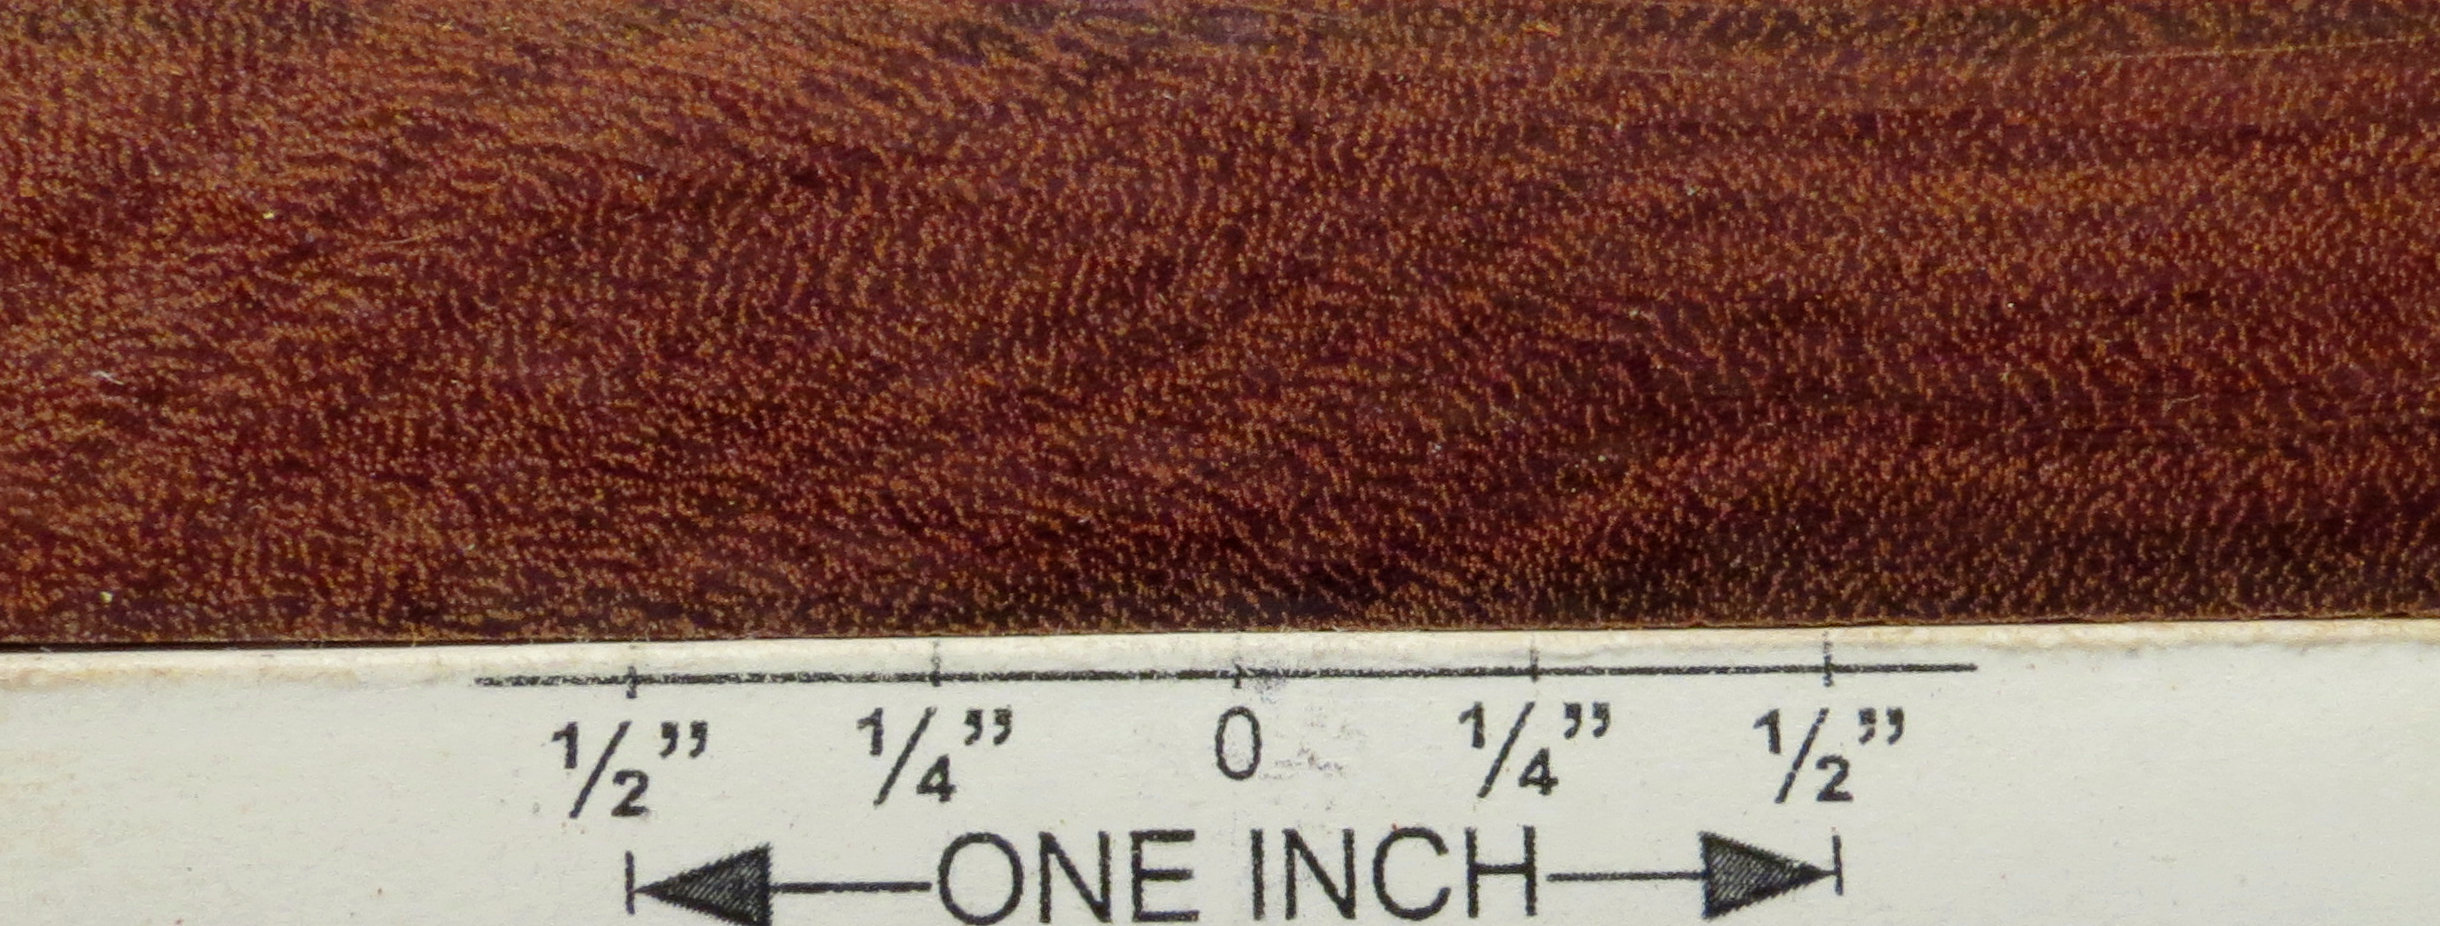 1/2” 1/4” 0 1/4” 1/2”
ONE INCH